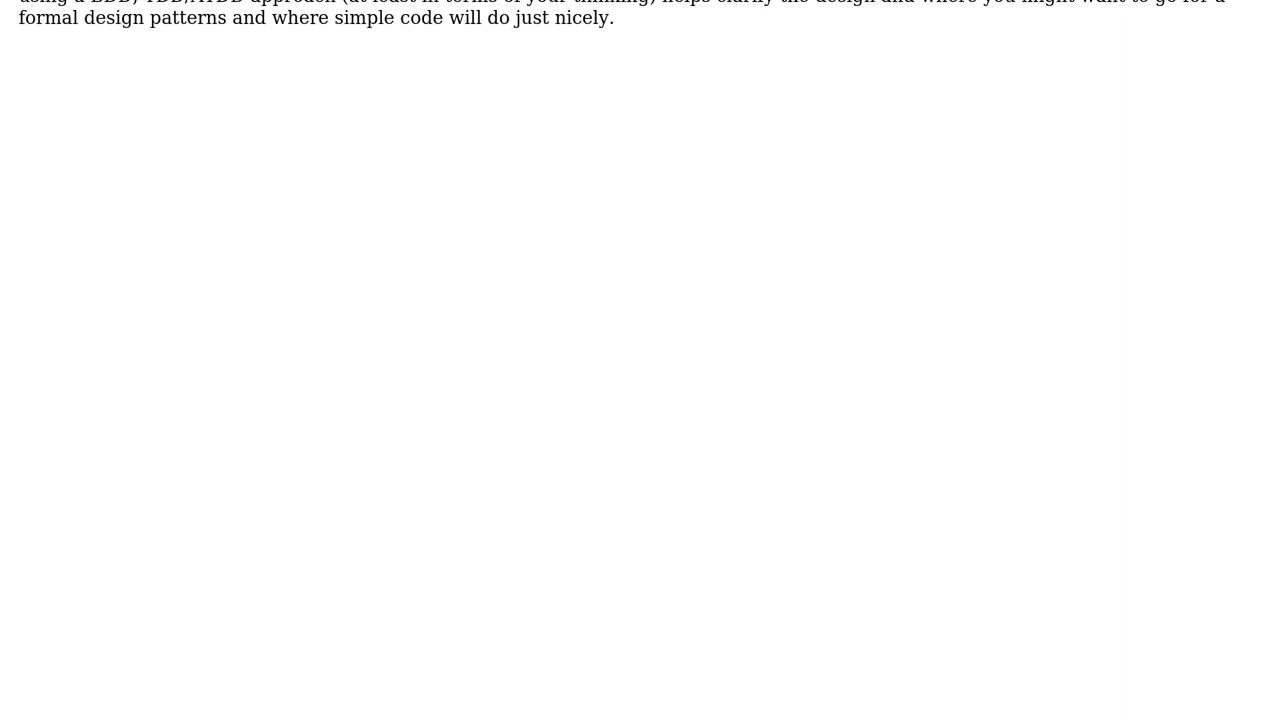 using a BDD, TDD/ATDD approach (at least in terms of your thinking) helps clarify the design and where you might want to go for a
formal design patterns and where simple code will do just nicely.